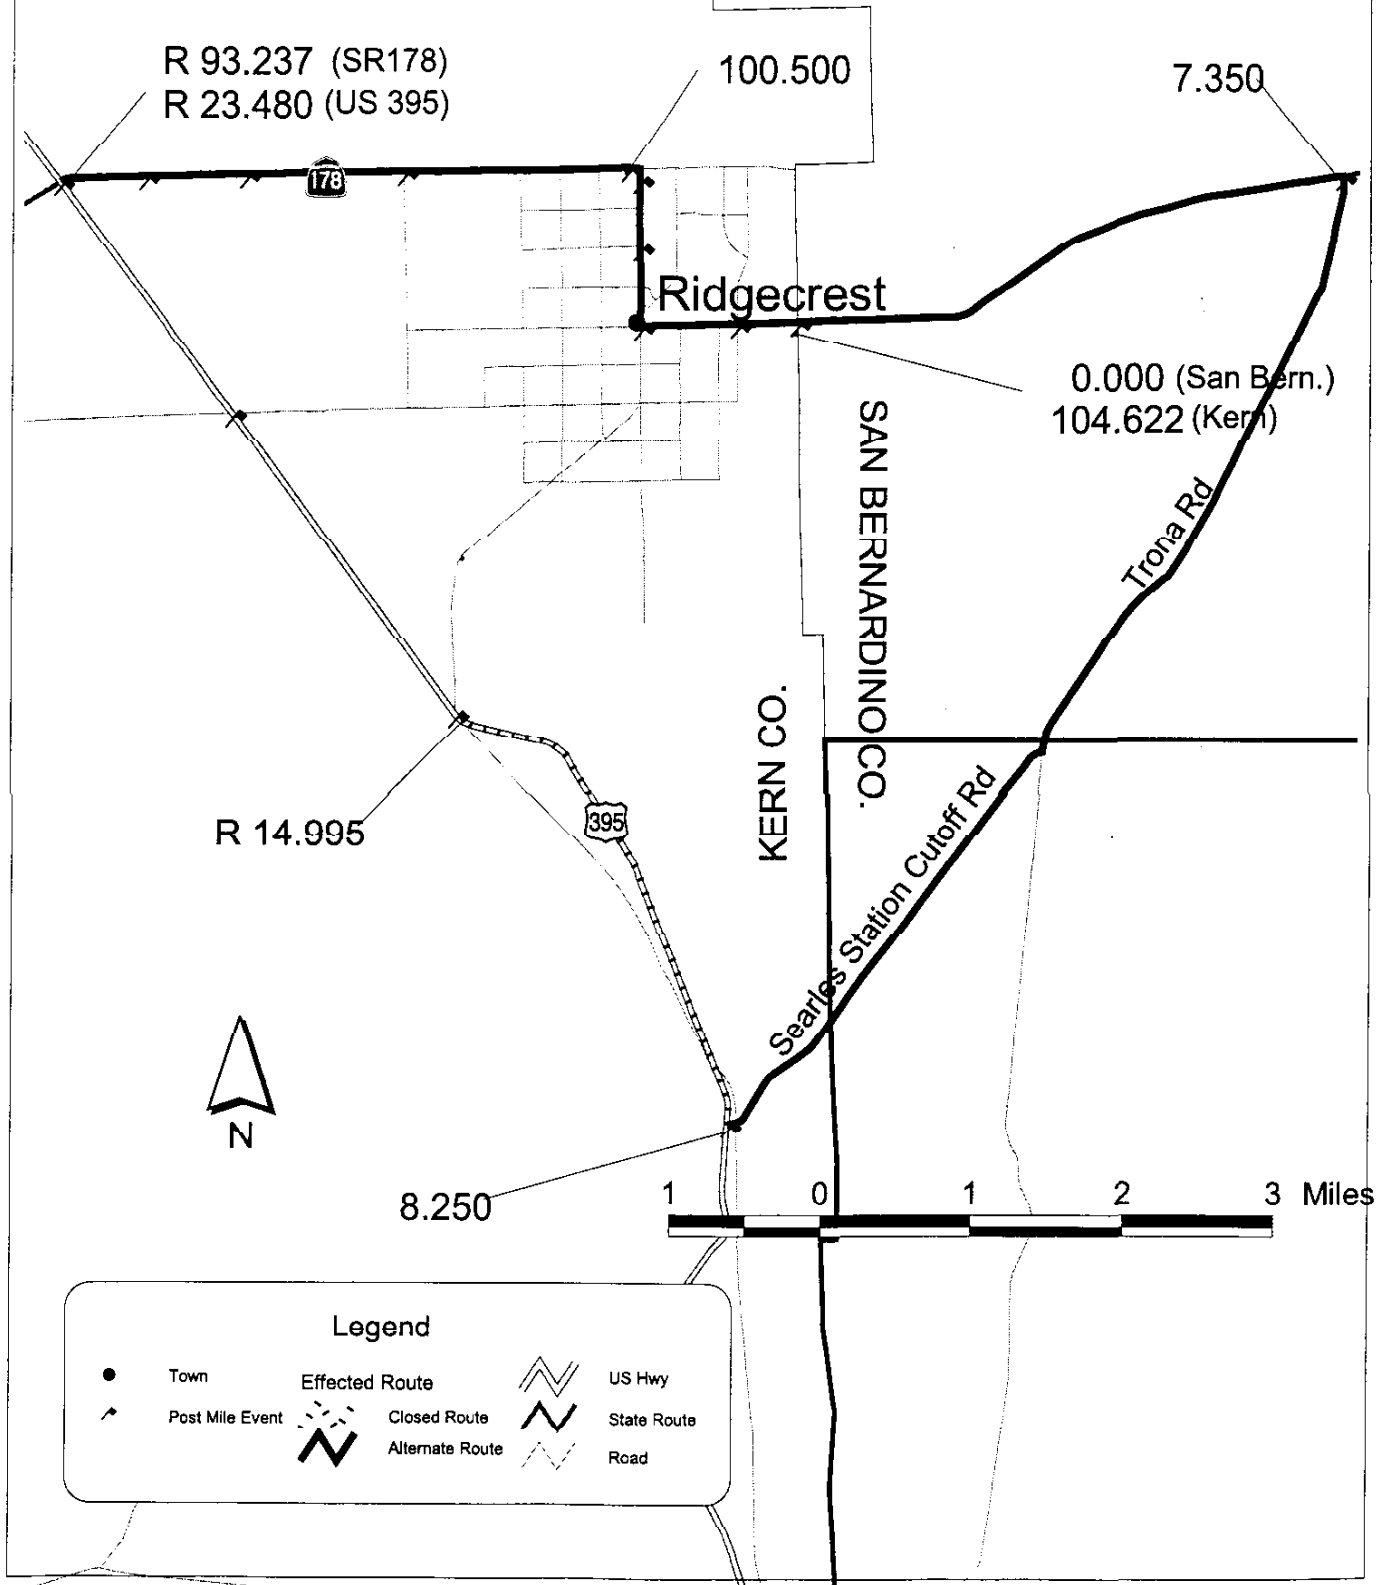 R 93.237 (SR178)
R 23.480 (US 395)
100.500
7.350
178
Ridgecrest
0.000 (San Bern.)
104.622 (Kern)
SAN BERNARDINO CO.
Trona Rd
KERN CO.
R 14.995
395
Searles Station Cutoff Rd
N
8.250
1 0 1 2 3 Miles
Legend
Town
Post Mile Event
Effected Route
Closed Route
Alternate Route
US Hwy
State Route
Road